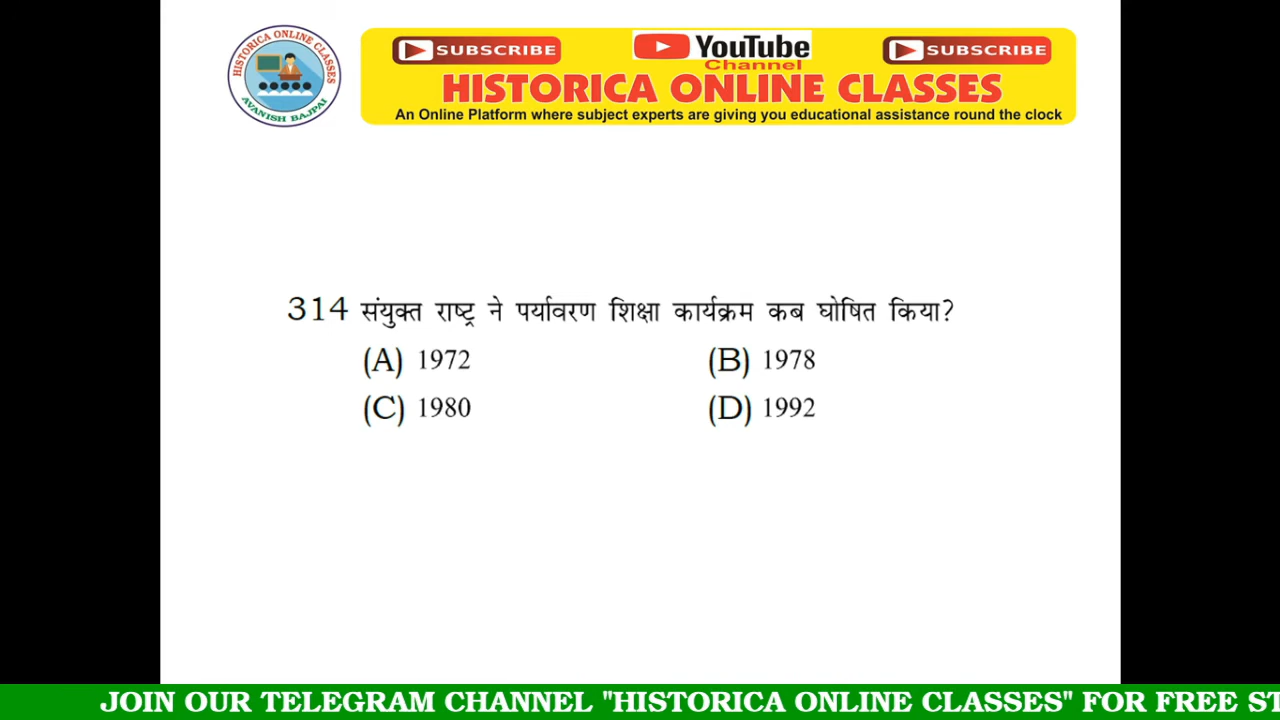 HISTORICA ONLINE CLASSES
AVANISH BAJPAI
SUBSCRIBE
YouTube
SUBSCRIBE
Channel
HISTORICA ONLINE CLASSES
An Online Platform where subject experts are giving you educational assistance round the clock
314 संयुक्त राष्ट्र ने पर्यावरण शिक्षा कार्यक्रम कब घोषित किया?
(A) 1972 (B) 1978
(C) 1980 (D) 1992
JOIN OUR TELEGRAM CHANNEL "HISTORICA ONLINE CLASSES" FOR FREE ST